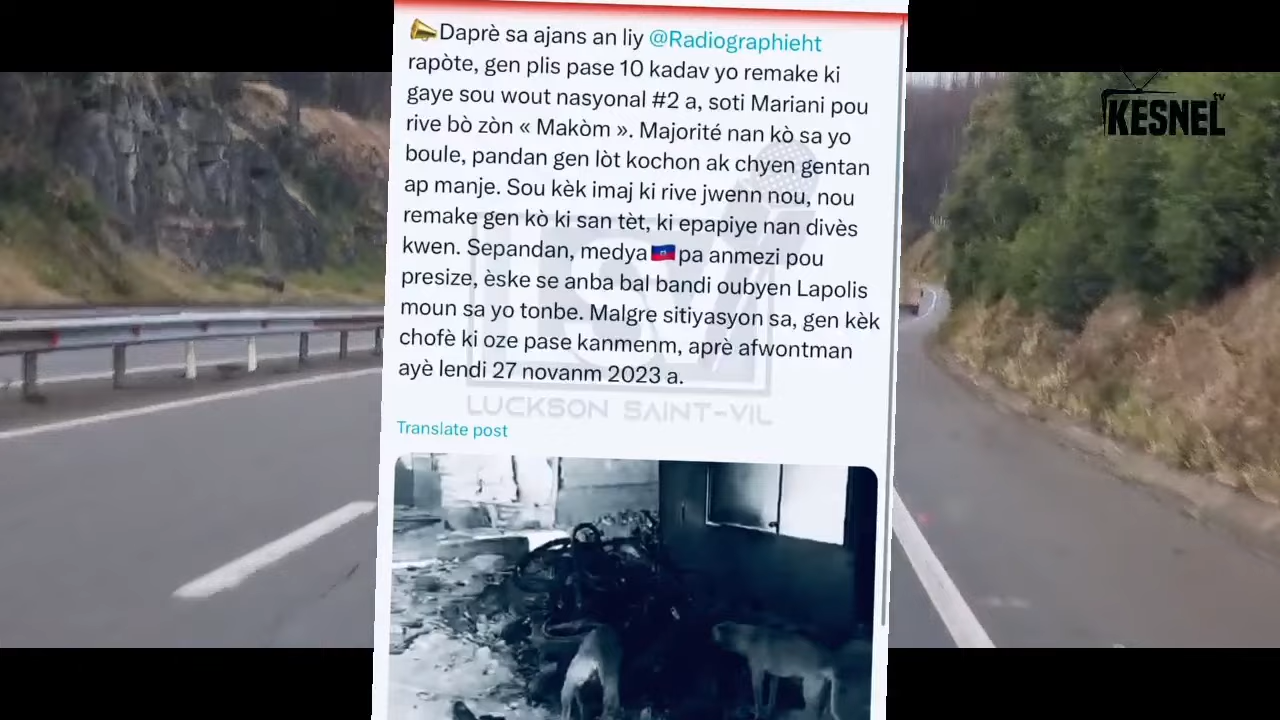 Daprè sa ajans an liy @Radiographieht
rapòte, gen plis pase 10 kadav yo remake ki
gaye sou wout nasyonal #2 a, soti Mariani pou
rive bò zòn « Makòm ». Majorité nan kò sa yo
boule, pandan gen lòt kochon ak chyen gentan
ap manje. Sou kèk imaj ki rive jwenn nou, nou
remake gen kò ki san tèt, ki epapiye nan divès
kwen. Sepandan, medya pa anmezi pou
presize, èske se anba bal bandi oubyen Lapolis
moun sa yo tonbe. Malgre sitiyasyon sa, gen kèk
chofè ki oze pase kanmenm, aprè afwontman
ayè lendi 27 novanm 2023 a.
LUCKSON SAINT-VIL
Translate post
KESNEL tv